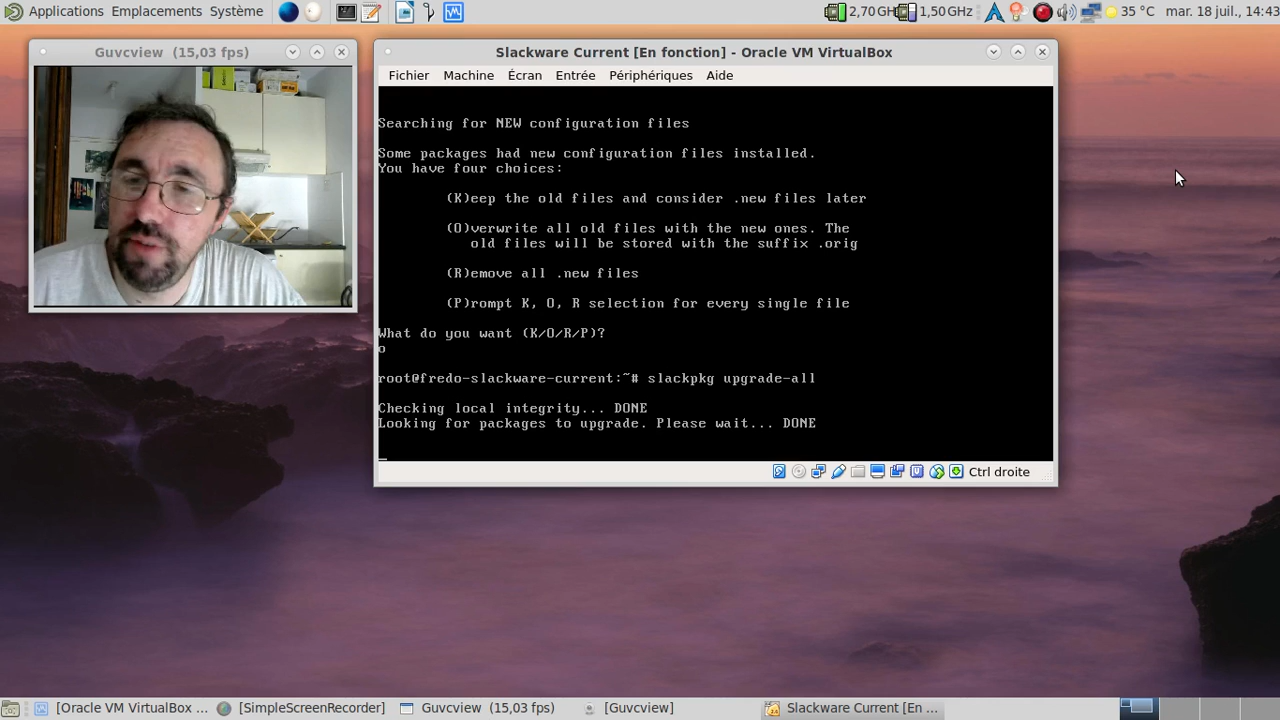 Applications Emplacements Système 2,70 GH 1,50 GHz 35 °C mar. 18 juil., 14:43
Guvcview (15,03 fps)
Slackware Current [En fonction] - Oracle VM VirtualBox
Fichier Machine Écran Entrée Périphériques Aide
Searching for NEW configuration files
Some packages had new configuration files installed.
You have four choices:
(K)eep the old files and consider .new files later
(O)verwrite all old files with the new ones. The
old files will be stored with the suffix .orig
(R)emove all .new files
(P)rompt K, O, R selection for every single file
What do you want (K/O/R/P)?
o
root@fredo-slackware-current:~# slackpkg upgrade-all
Checking local integrity... DONE
Looking for packages to upgrade. Please wait... DONE
_
Ctrl droite
[Oracle VM VirtualBox ... [SimpleScreenRecorder] Guvcview (15,03 fps) [Guvcview] Slackware Current [En ...